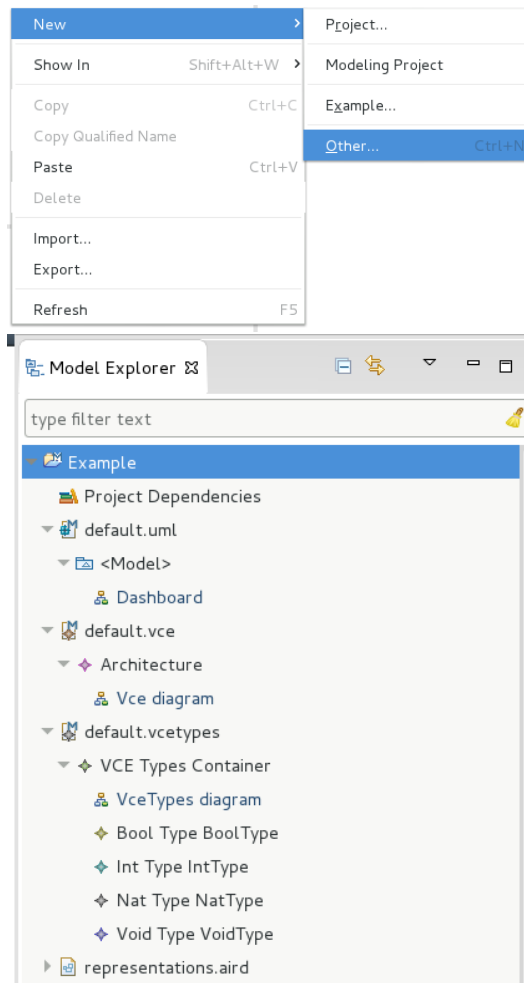 New
Project...
Show In Shift+Alt+W
Modeling Project
Copy Ctrl+C
Example...
Copy Qualified Name
Other... Ctrl+N
Paste Ctrl+V
Delete
Import...
Export...
Refresh F5
Model Explorer
type filter text
Example
Project Dependencies
default.uml
<Model>
Dashboard
default.vce
Architecture
Vce diagram
default.vcetypes
VCE Types Container
VceTypes diagram
Bool Type BoolType
Int Type IntType
Nat Type NatType
Void Type VoidType
representations.aird